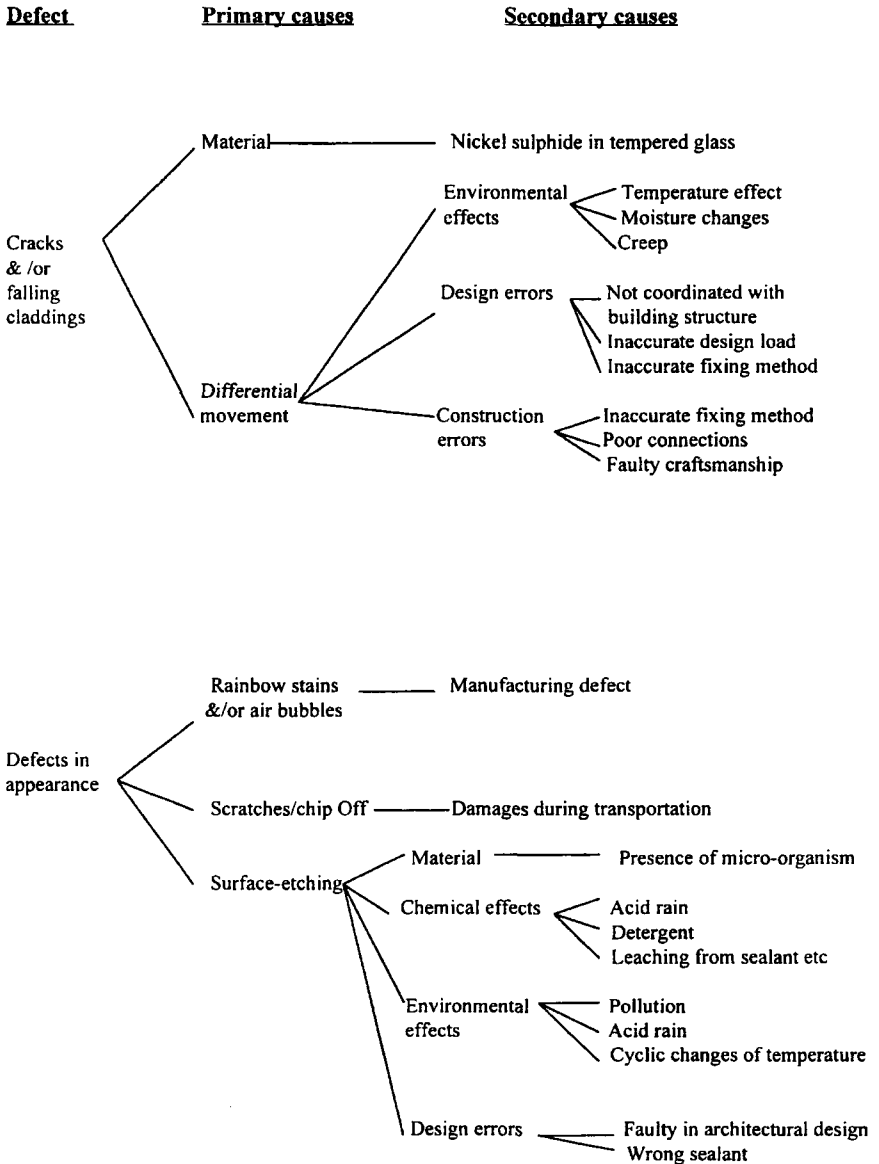 Defect Primary causes Secondary causes
Material Nickel sulphide in tempered glass
Environmental
effects
Temperature effect
Moisture changes
Creep
Cracks
& /or
falling
claddings
Design errors
Not coordinated with
building structure
Inaccurate design load
Inaccurate fixing method
Differential
movement
Construction
errors
Inaccurate fixing method
Poor connections
Faulty craftsmanship
Rainbow stains
&/or air bubbles
Manufacturing defect
Defects in
appearance
Scratches/chip Off Damages during transportation
Surface-etching
Material Presence of micro-organism
Chemical effects
Acid rain
Detergent
Leaching from sealant etc
Environmental
effects
Pollution
Acid rain
Cyclic changes of temperature
Design errors
Faulty in architectural design
Wrong sealant